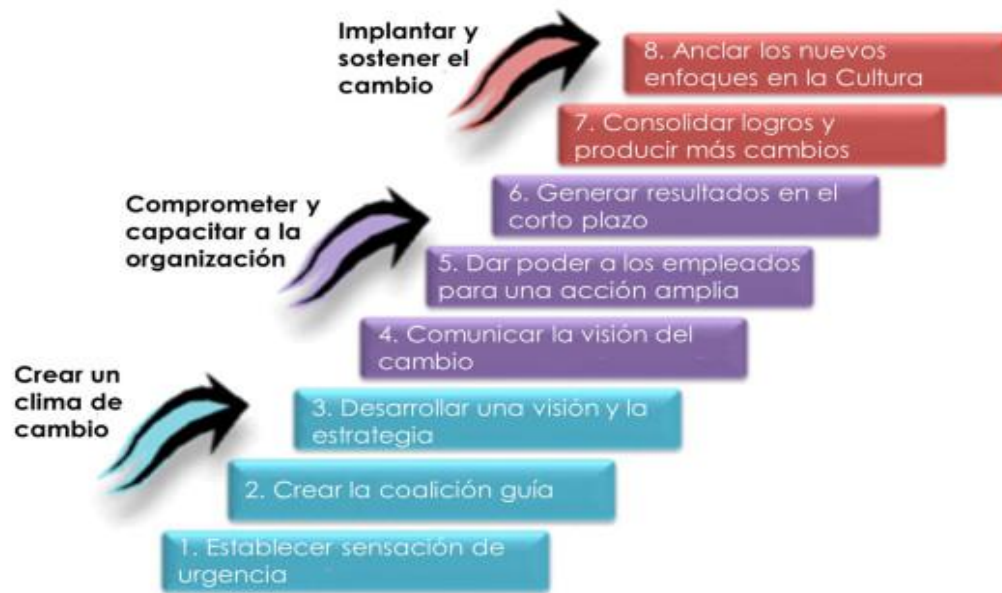 Implantar y
sostener el
cambio
8. Anclar los nuevos
enfoques en la Cultura
7. Consolidar logros y
producir más cambios
6. Generar resultados en el
corto plazo
Comprometer y
capacitar a la
organización
5. Dar poder a los empleados
para una acción amplia
4. Comunicar la visión del
cambio
Crear un
clima de
cambio
3. Desarrollar una visión y la
estrategia
2. Crear la coalición guía
1. Establecer sensación de
urgencia